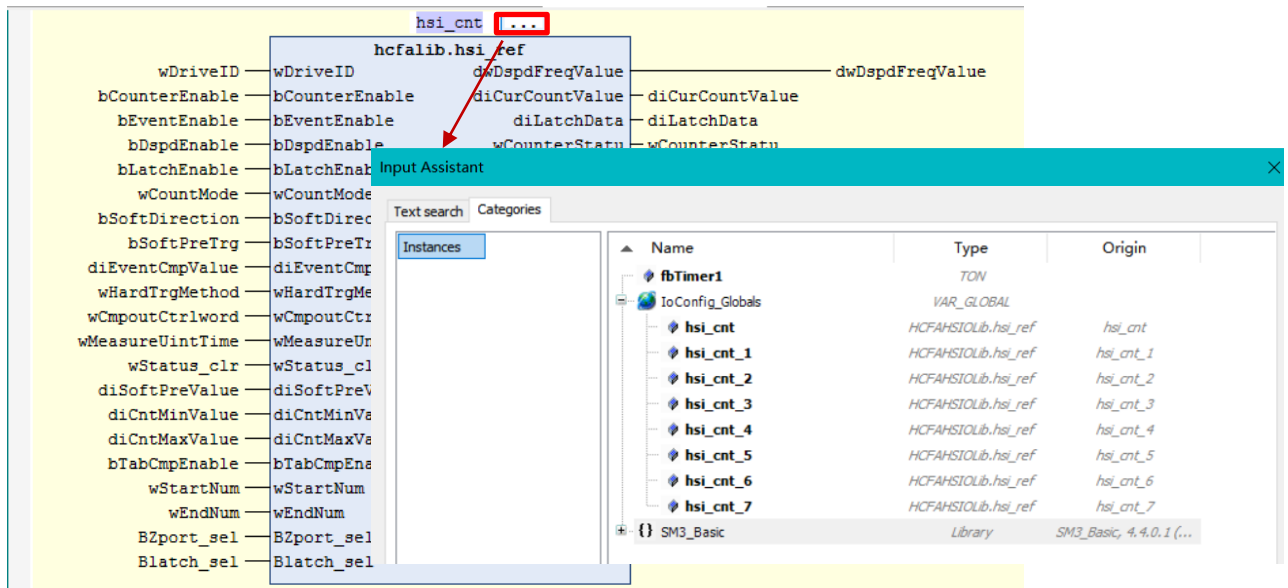 hsi_cnt ...
hcfalib.hsi_ref
wDriveID wDriveID dwDspdFreqValue dwDspdFreqValue
bCounterEnable bCounterEnable diCurCountValue diCurCountValue
bEventEnable bEventEnable diLatchData diLatchData
bDspdEnable bDspdEnable wCounterStatu wCounterStatu
bLatchEnable bLatchEnab
wCountMode wCountMode
bSoftDirection bSoftDirec
bSoftPreTrg bSoftPreTr
diEventCmpValue diEventCmp
wHardTrgMethod wHardTrgMe
wCmpoutCtrlword wCmpoutCtr
wMeasureUintTime wMeasureUn
wStatus_clr wStatus_cl
diSoftPreValue diSoftPreV
diCntMinValue diCntMinVa
diCntMaxValue diCntMaxVa
bTabCmpEnable bTabCmpEna
wStartNum wStartNum
wEndNum wEndNum
BZport_sel BZport_sel
Blatch_sel Blatch_sel
Input Assistant
Text search Categories
Instances
Name Type Origin
fbTimer1 TON
IoConfig_Globals VAR_GLOBAL
hsi_cnt HCFAHSIOLib.hsi_ref hsi_cnt
hsi_cnt_1 HCFAHSIOLib.hsi_ref hsi_cnt_1
hsi_cnt_2 HCFAHSIOLib.hsi_ref hsi_cnt_2
hsi_cnt_3 HCFAHSIOLib.hsi_ref hsi_cnt_3
hsi_cnt_4 HCFAHSIOLib.hsi_ref hsi_cnt_4
hsi_cnt_5 HCFAHSIOLib.hsi_ref hsi_cnt_5
hsi_cnt_6 HCFAHSIOLib.hsi_ref hsi_cnt_6
hsi_cnt_7 HCFAHSIOLib.hsi_ref hsi_cnt_7
{} SM3_Basic Library SM3_Basic, 4.4.0.1 (...